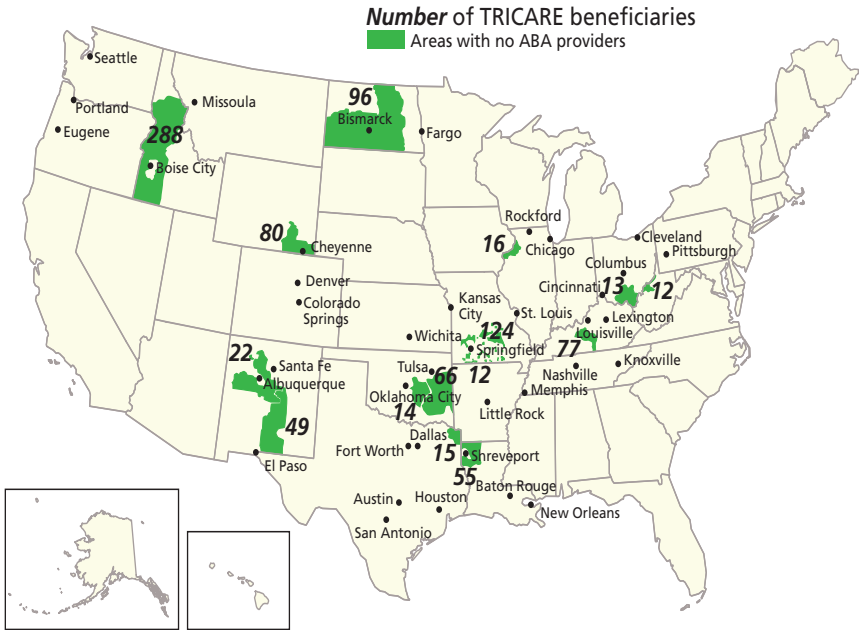 Number of TRICARE beneficiaries
Areas with no ABA providers
Seattle
Portland
Missoula
96
Eugene
288
Bismarck
Fargo
Boise City
Rockford
80
Cheyenne
16
Chicago
Cleveland
Pittsburgh
Columbus
Denver
Cincinnati
13
12
Colorado
Springs
Kansas
City
St. Louis
Lexington
Louisville
Wichita
124
Springfield
77
22
Santa Fe
Tulsa
66
12
Nashville
Knoxville
Albuquerque
Oklahoma City
Memphis
14
Little Rock
49
Dallas
Fort Worth
15
Shreveport
El Paso
55
Baton Rouge
Austin
Houston
New Orleans
San Antonio